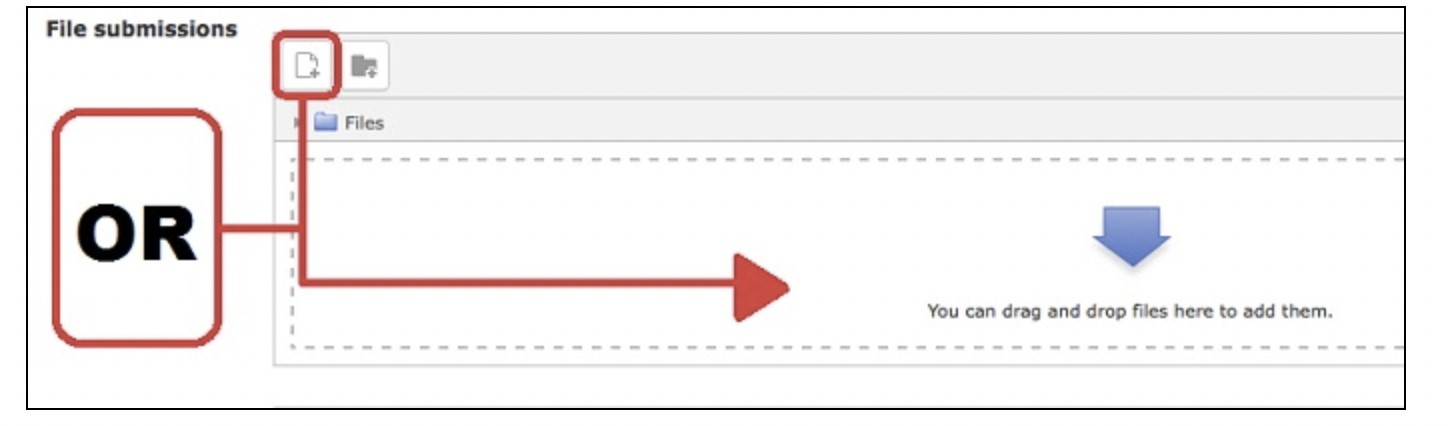 File submissions
Files
OR
You can drag and drop files here to add them.